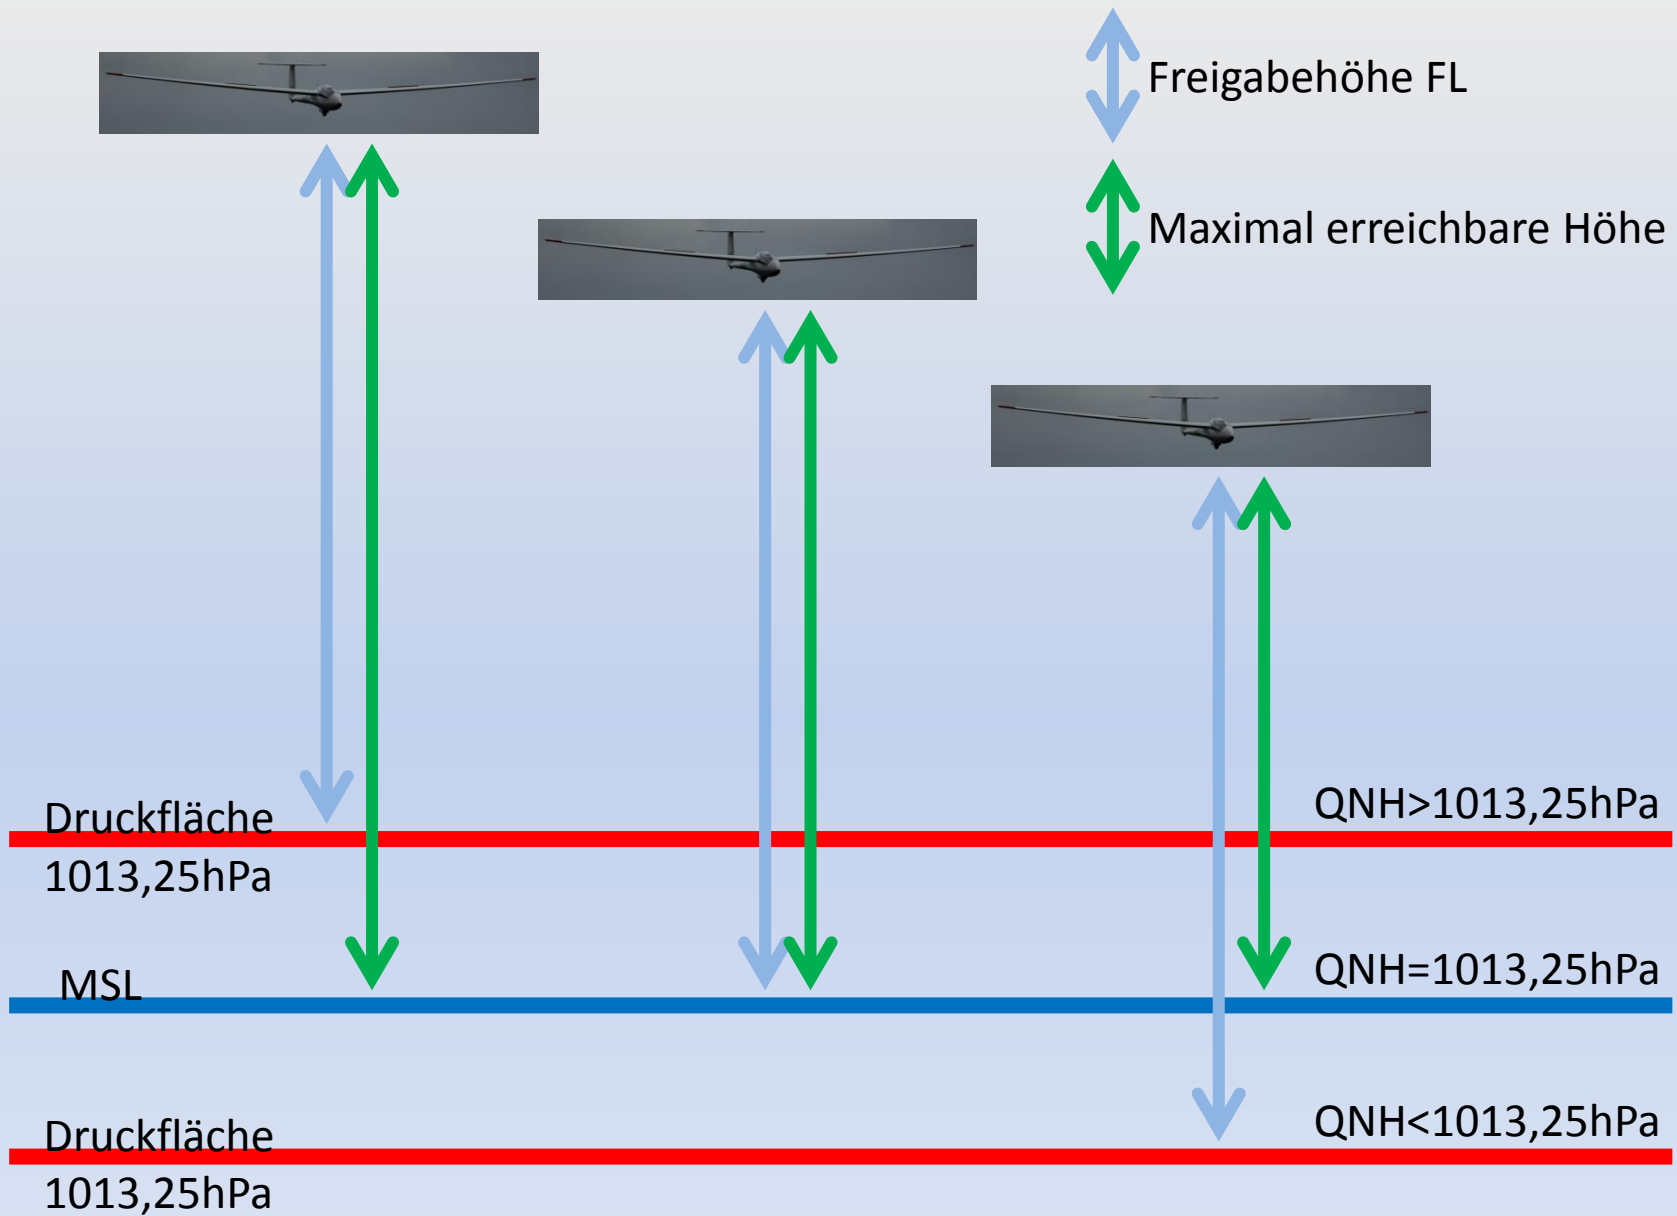 Freigabehöhe FL
Maximal erreichbare Höhe
QNH>1013,25hPa
Druckfläche
1013,25hPa
QNH=1013,25hPa
MSL
QNH<1013,25hPa
Druckfläche
1013,25hPa